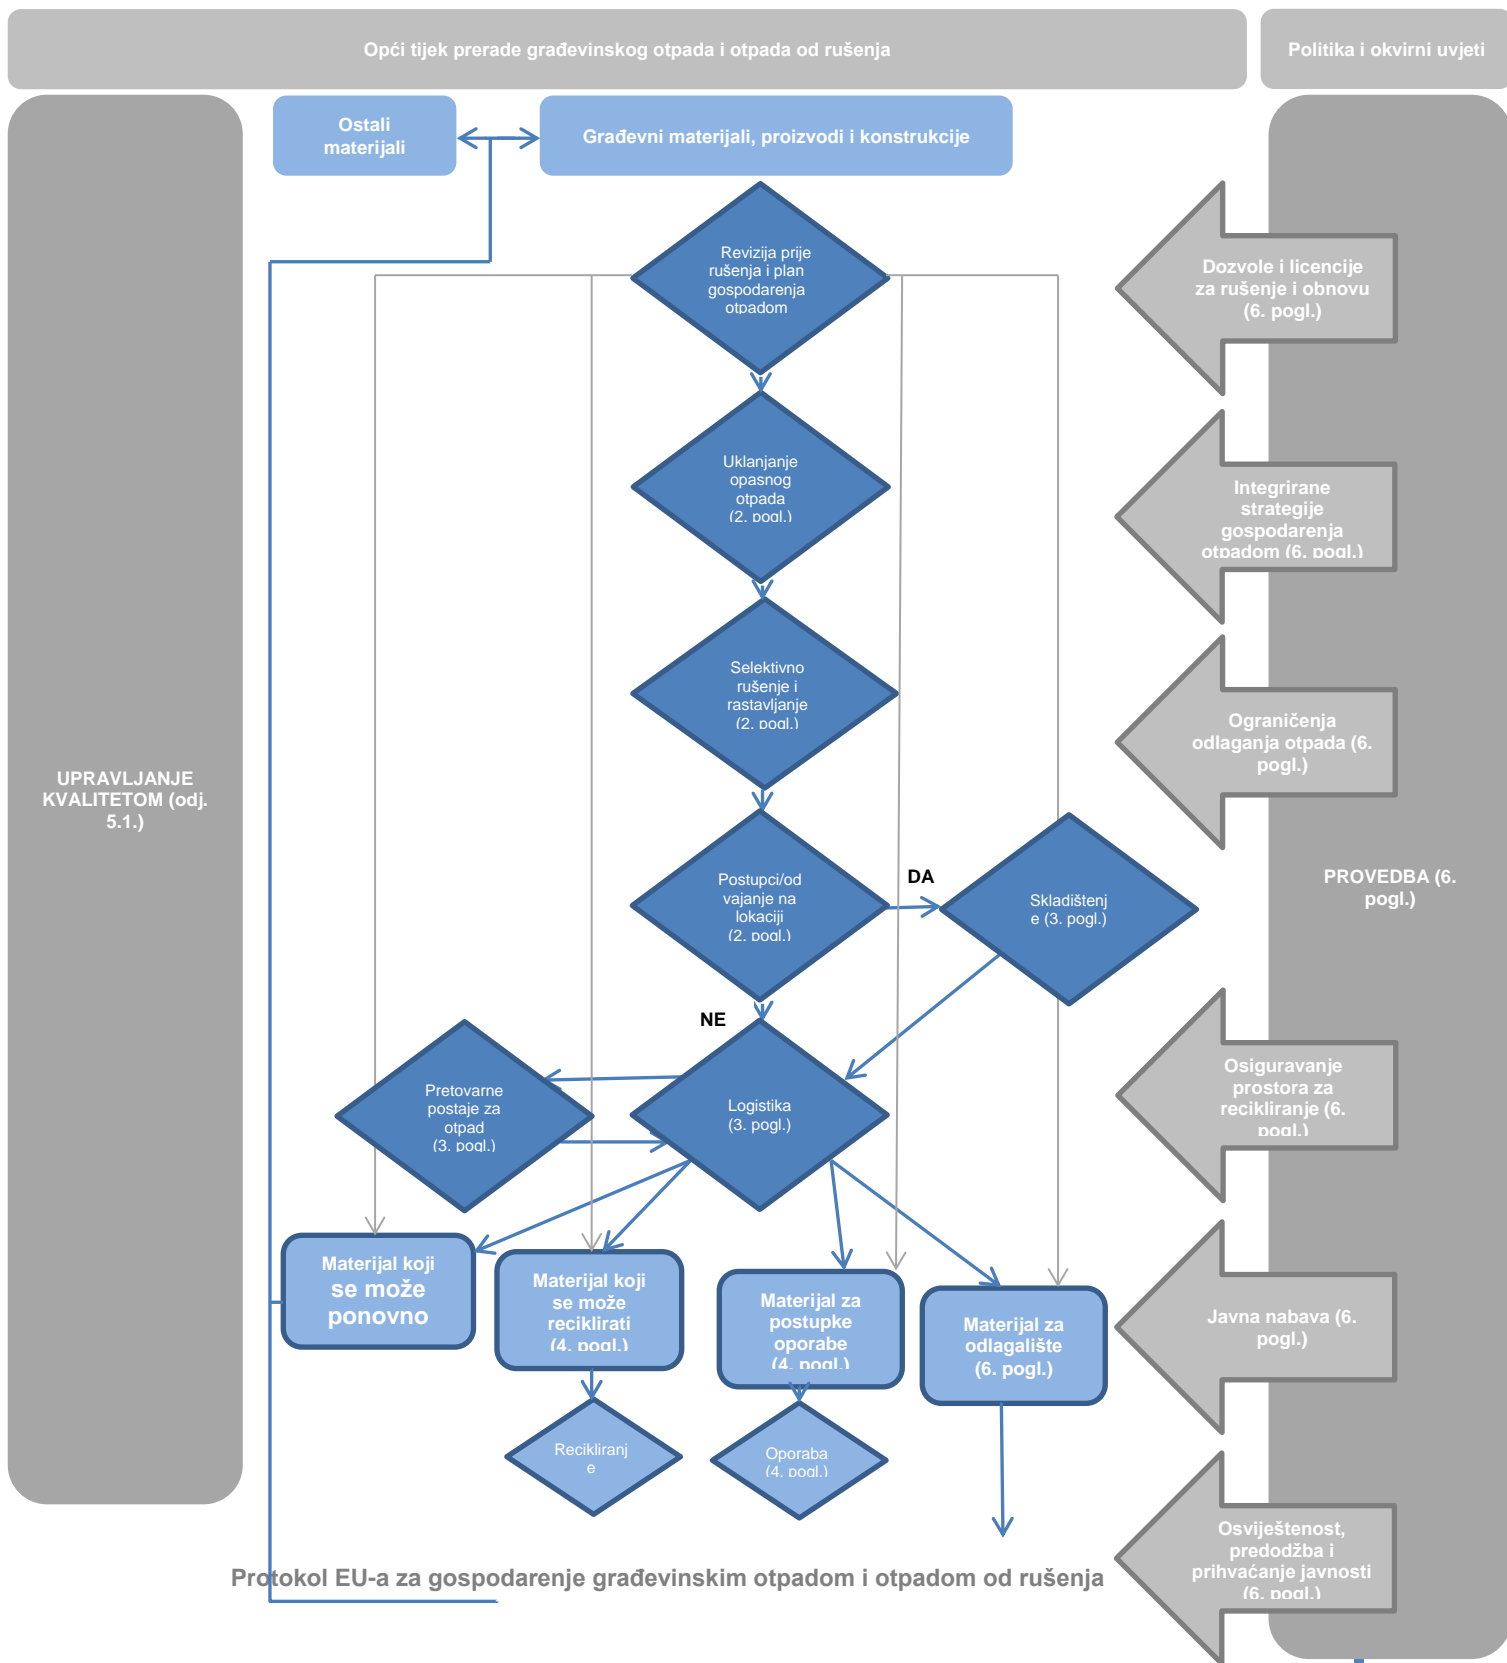 Opći tijek prerade građevinskog otpada i otpada od rušenja
Politika i okvirni uvjeti
Ostali
materijali
Građevni materijali, proizvodi i konstrukcije
Revizija prije
rušenja i plan
gospodarenja
otpadom
Dozvole i licencije
za rušenje i obnovu
(6. pogl.)
Uklanjanje
opasnog
otpada
(2. pogl.)
Integrirane
strategije
gospodarenja
otpadom (6. pogl.)
Selektivno
rušenje i
rastavljanje
(2. pogl.)
Ograničenja
odlaganja otpada (6.
pogl.)
UPRAVLJANJE
KVALITETOM (odj.
5.1.)
Postupci/od
vajanje na
lokaciji
(2. pogl.)
DA
Skladištenj
e (3. pogl.)
PROVEDBA (6.
pogl.)
NE
Pretovarne
postaje za
otpad
(3. pogl.)
Logistika
(3. pogl.)
Osiguravanje
prostora za
recikliranje (6.
pogl.)
Materijal koji
se može
ponovno
Materijal koji
se može
reciklirati
(4. pogl.)
Materijal za
postupke
oporabe
(4. pogl.)
Materijal za
odlagalište
(6. pogl.)
Javna nabava (6.
pogl.)
Recikliranj
e
Oporaba
(4. pogl.)
Osviještenost,
predodžba i
prihvaćanje javnosti
(6. pogl.)
Protokol EU-a za gospodarenje građevinskim otpadom i otpadom od rušenja